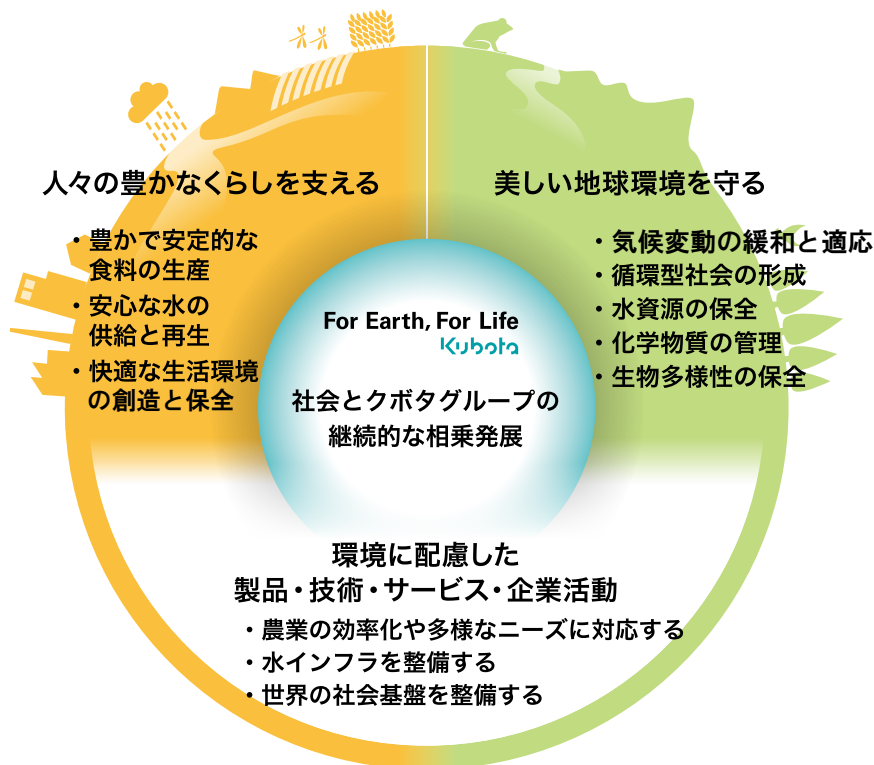 人々の豊かなくらしを支える
・豊かで安定的な
食料の生産
・安心な水の
供給と再生
・快適な生活環境
の創造と保全
美しい地球環境を守る
・気候変動の緩和と適応
・循環型社会の形成
・水資源の保全
・化学物質の管理
・生物多様性の保全
For Earth, For Life
Kubota
社会とクボタグループの
継続的な相乗発展
環境に配慮した
製品・技術・サービス・企業活動
・農業の効率化や多様なニーズに対応する
・水インフラを整備する
・世界の社会基盤を整備する